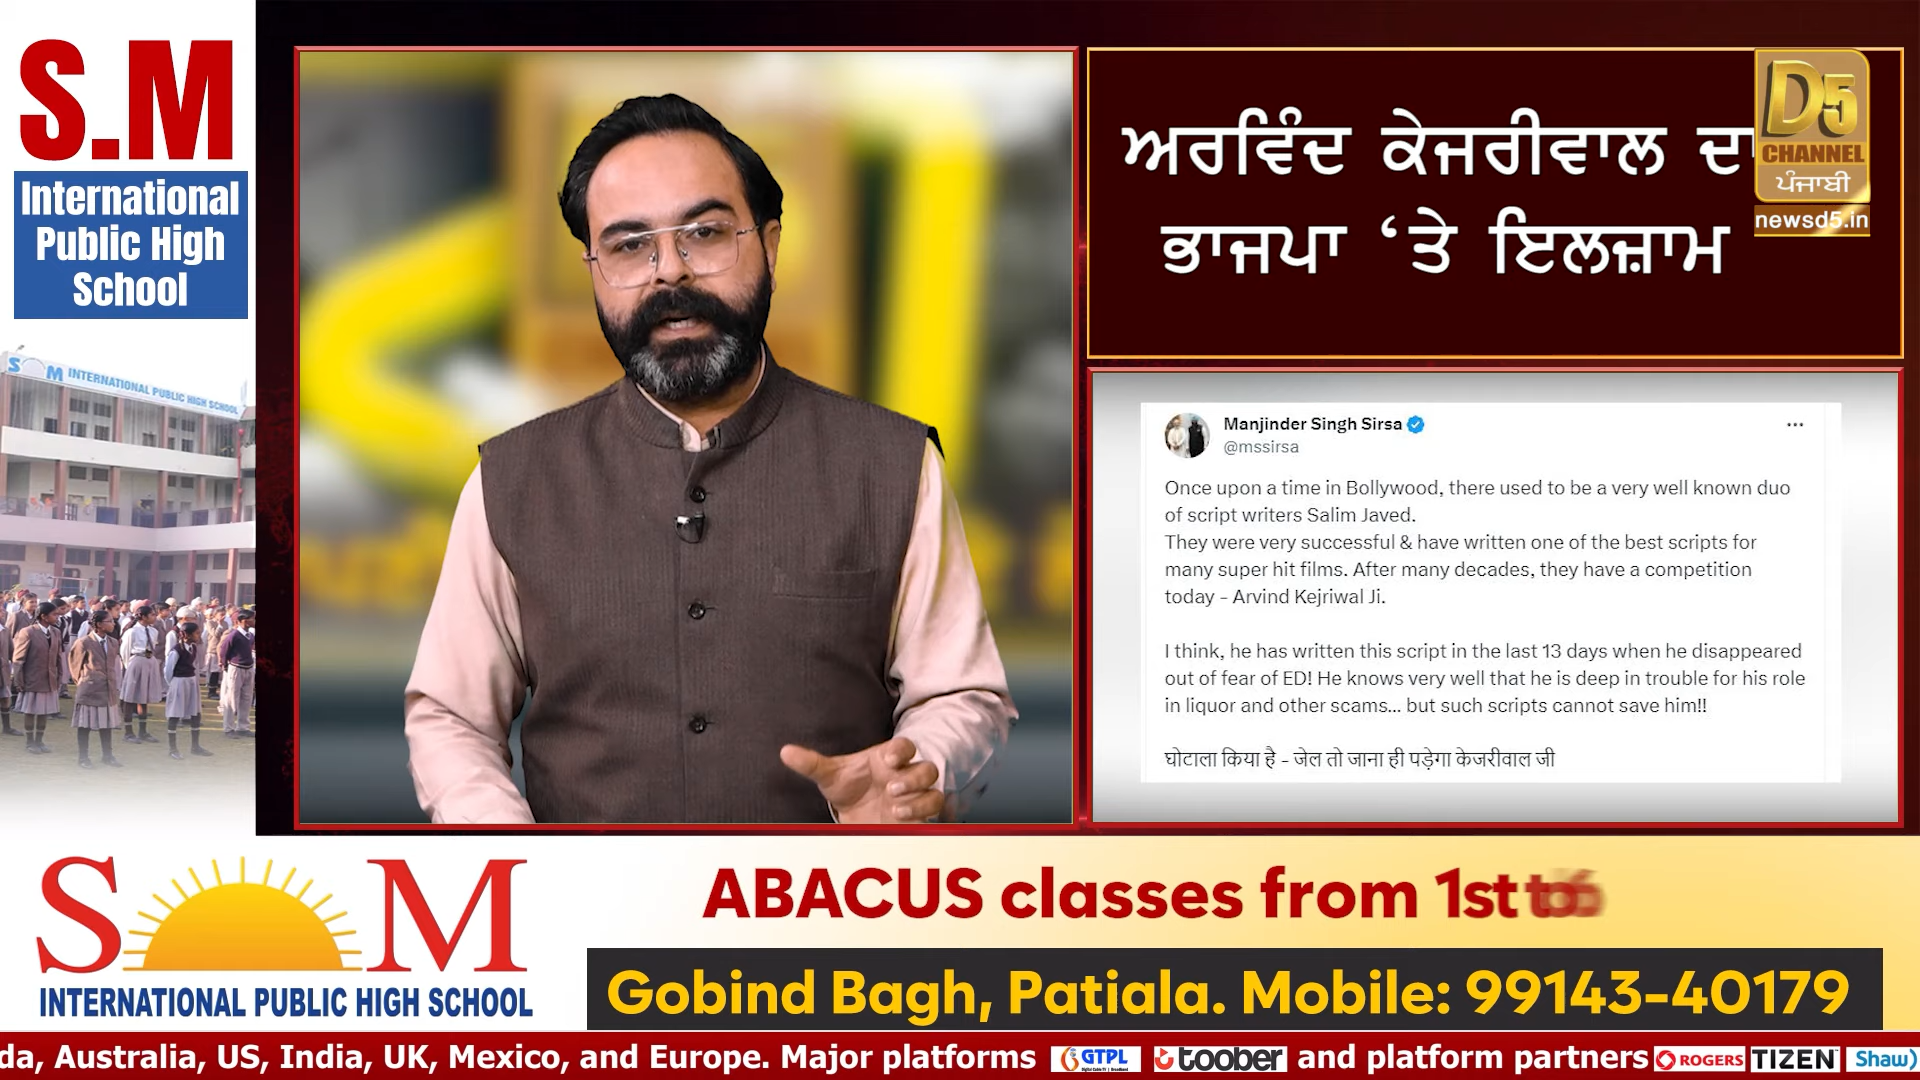 S.M
International
Public High
School
S M INTERNATIONAL PUBLIC HIGH SCHOOL
ਅਰਵਿੰਦ ਕੇਜਰੀਵਾਲ ਦਾ
ਭਾਜਪਾ ‘ਤੇ ਇਲਜ਼ਾਮ
D5
CHANNEL
ਪੰਜਾਬੀ
newsd5.in
Manjinder Singh Sirsa
@mssirsa
Once upon a time in Bollywood, there used to be a very well known duo
of script writers Salim Javed.
They were very successful & have written one of the best scripts for
many super hit films. After many decades, they have a competition
today - Arvind Kejriwal Ji.
I think, he has written this script in the last 13 days when he disappeared
out of fear of ED! He knows very well that he is deep in trouble for his role
in liquor and other scams... but such scripts cannot save him!!
घोटाला किया है - जेल तो जाना ही पड़ेगा केजरीवाल जी
S M
INTERNATIONAL PUBLIC HIGH SCHOOL
ABACUS classes from 1st to
Gobind Bagh, Patiala. Mobile: 99143-40179
da, Australia, US, India, UK, Mexico, and Europe. Major platforms GTPL toober and platform partners ROGERS TIZEN Shaw)